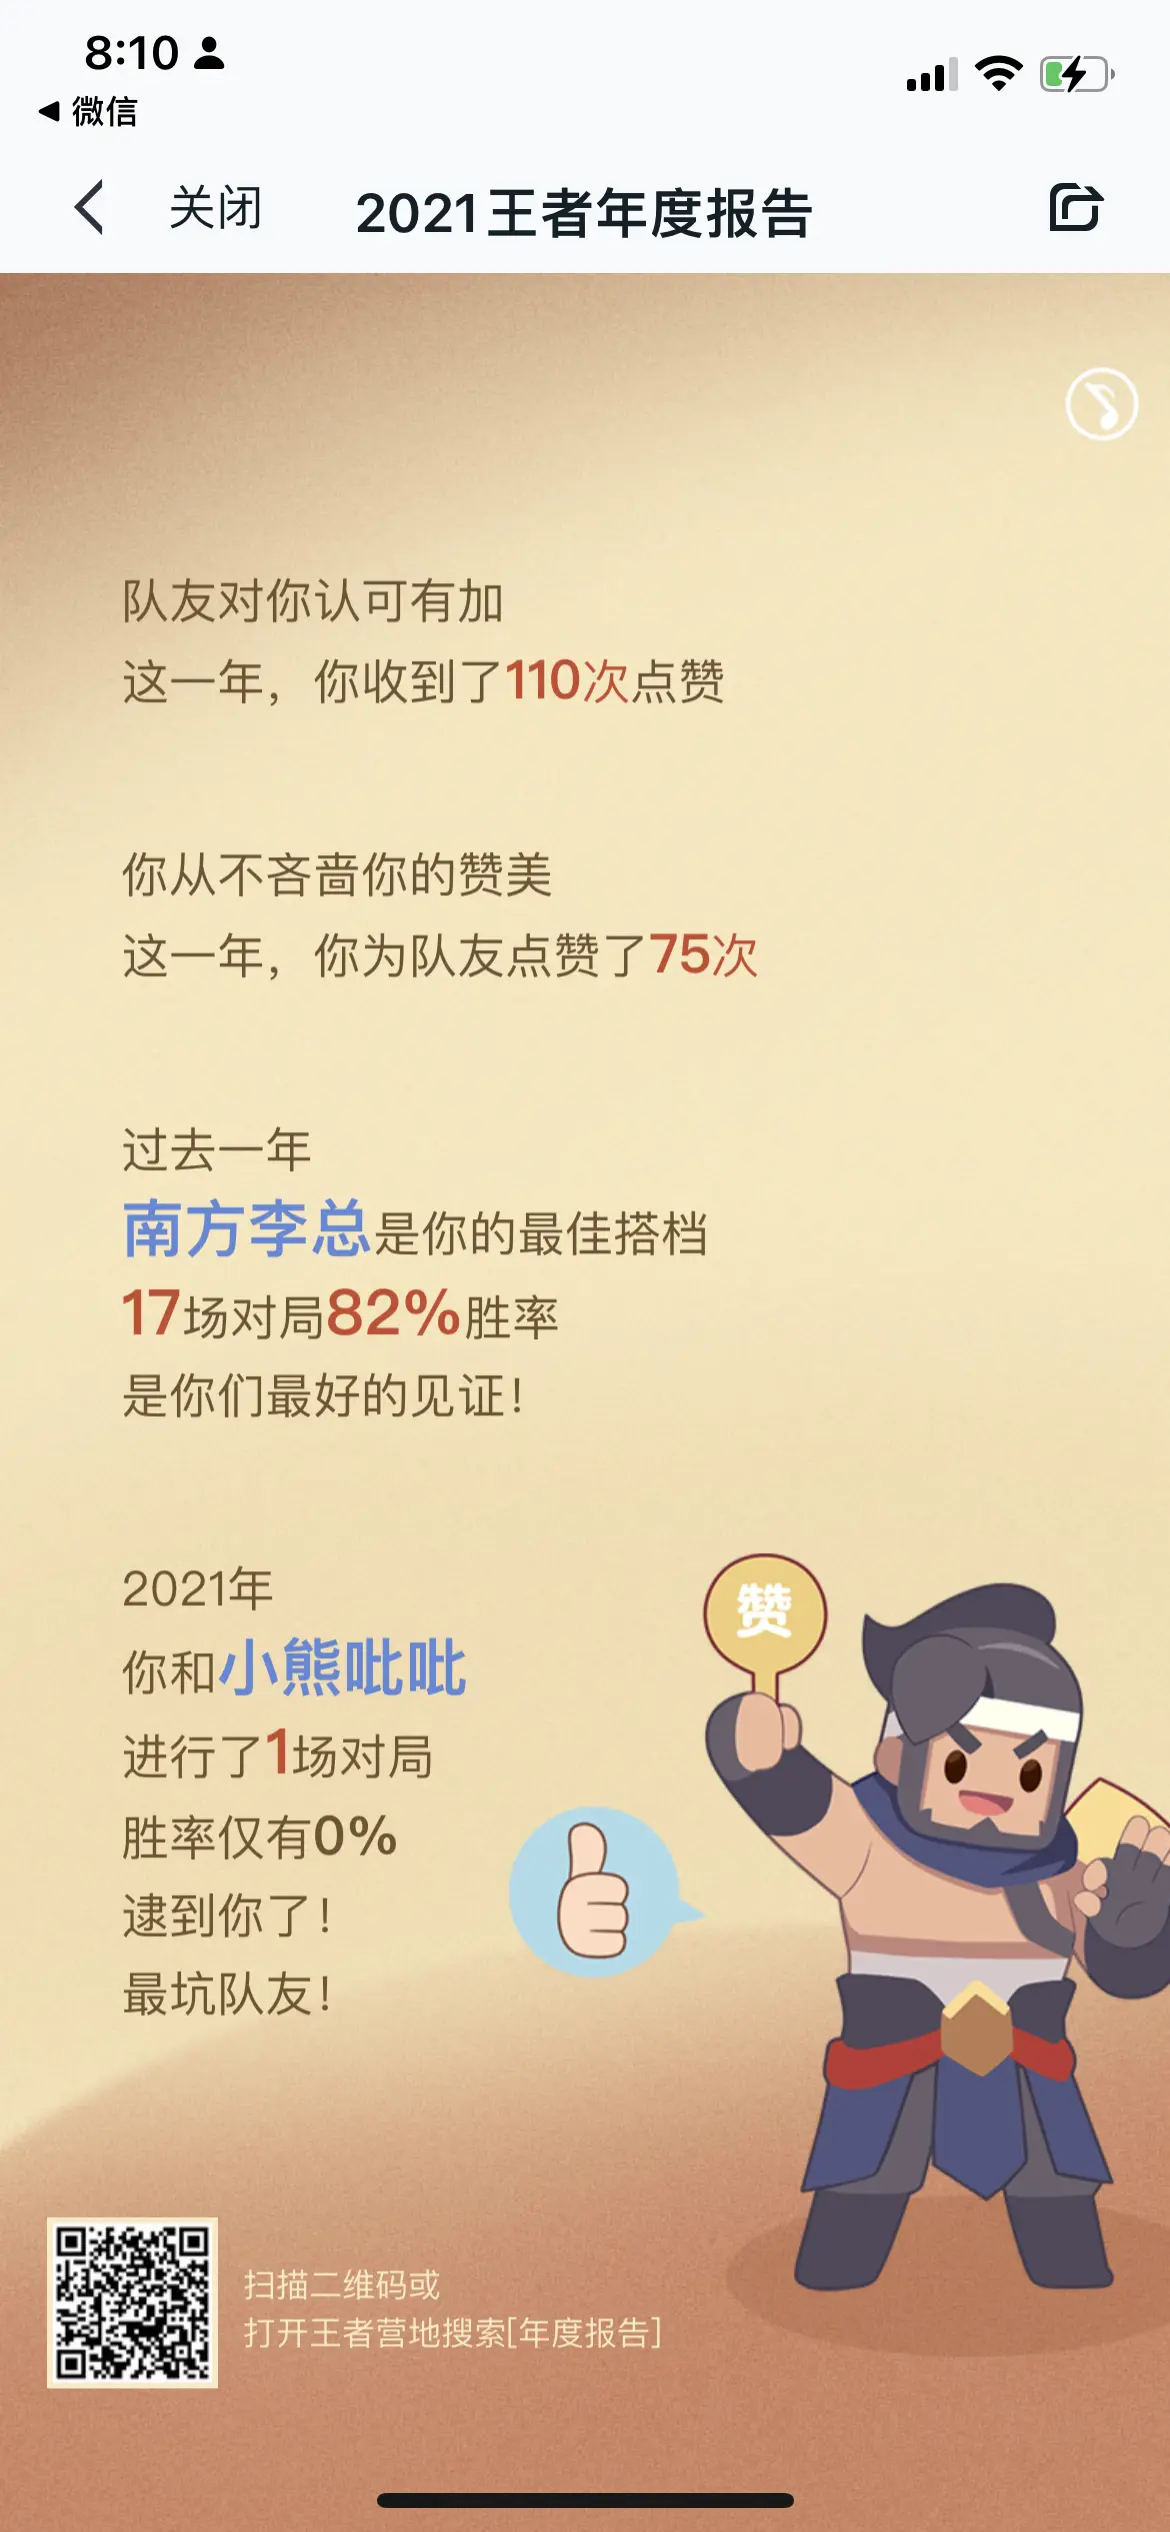 8:10
微信
关闭
2021王者年度报告
队友对你认可有加
这一年，你收到了110次点赞
你从不吝啬你的赞美
这一年，你为队友点赞了75次
过去一年
南方李总是你的最佳搭档
17场对局82%胜率
是你们最好的见证！
2021年
你和小熊呲呲
进行了1场对局
胜率仅有0%
逮到你了！
最坑队友！
赞
扫描二维码或
打开王者营地搜索[年度报告]